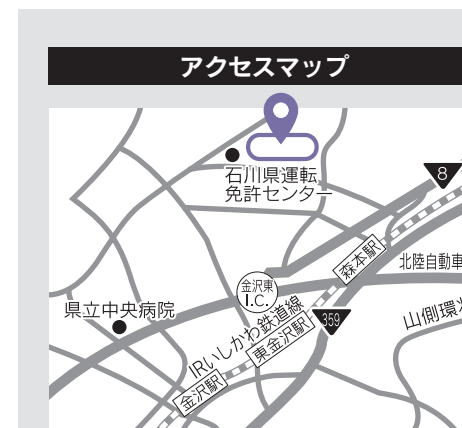 アクセスマップ
石川県運転
免許センター
8
森本駅
北陸自動車
金沢東
I.C.
県立中央病院
IRいしかわ鉄道線
359
山側環
東金沢駅
金沢駅